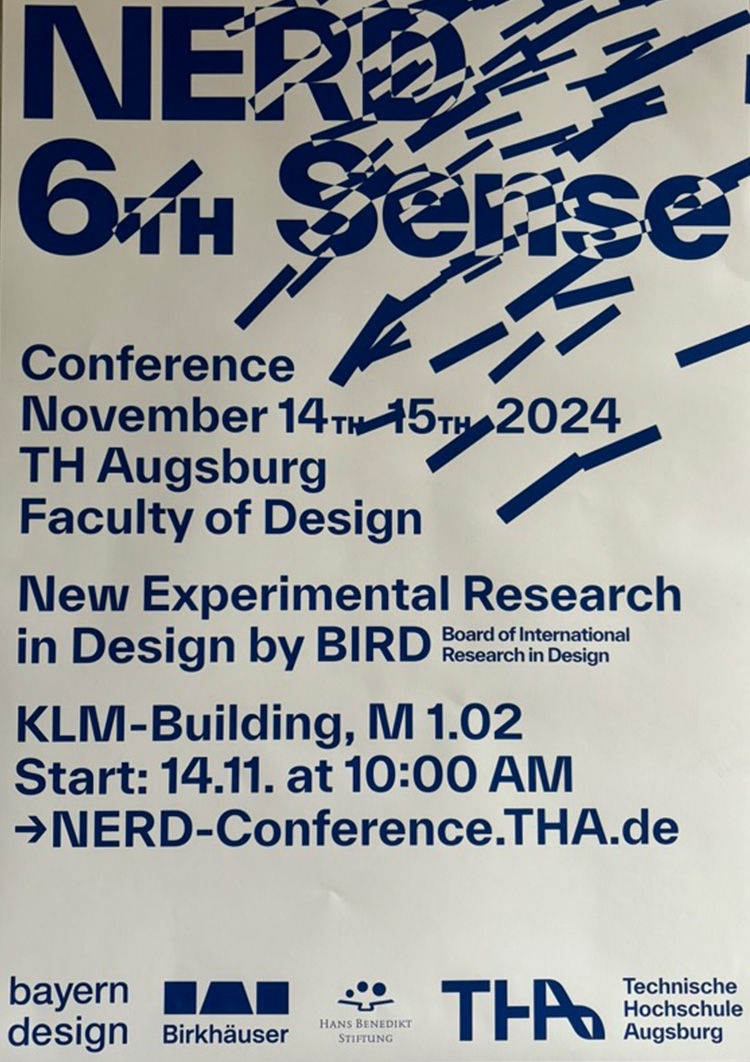 NERD
6TH Sense
Conference
November 14TH–15TH 2024
TH Augsburg
Faculty of Design
New Experimental Research
in Design by BIRD Board of International
Research in Design
KLM-Building, M 1.02
Start: 14.11. at 10:00 AM
→NERD-Conference.THA.de
bayern
design
Birkhäuser
HANS BENEDIKT
STIFTUNG
THA
Technische
Hochschule
Augsburg